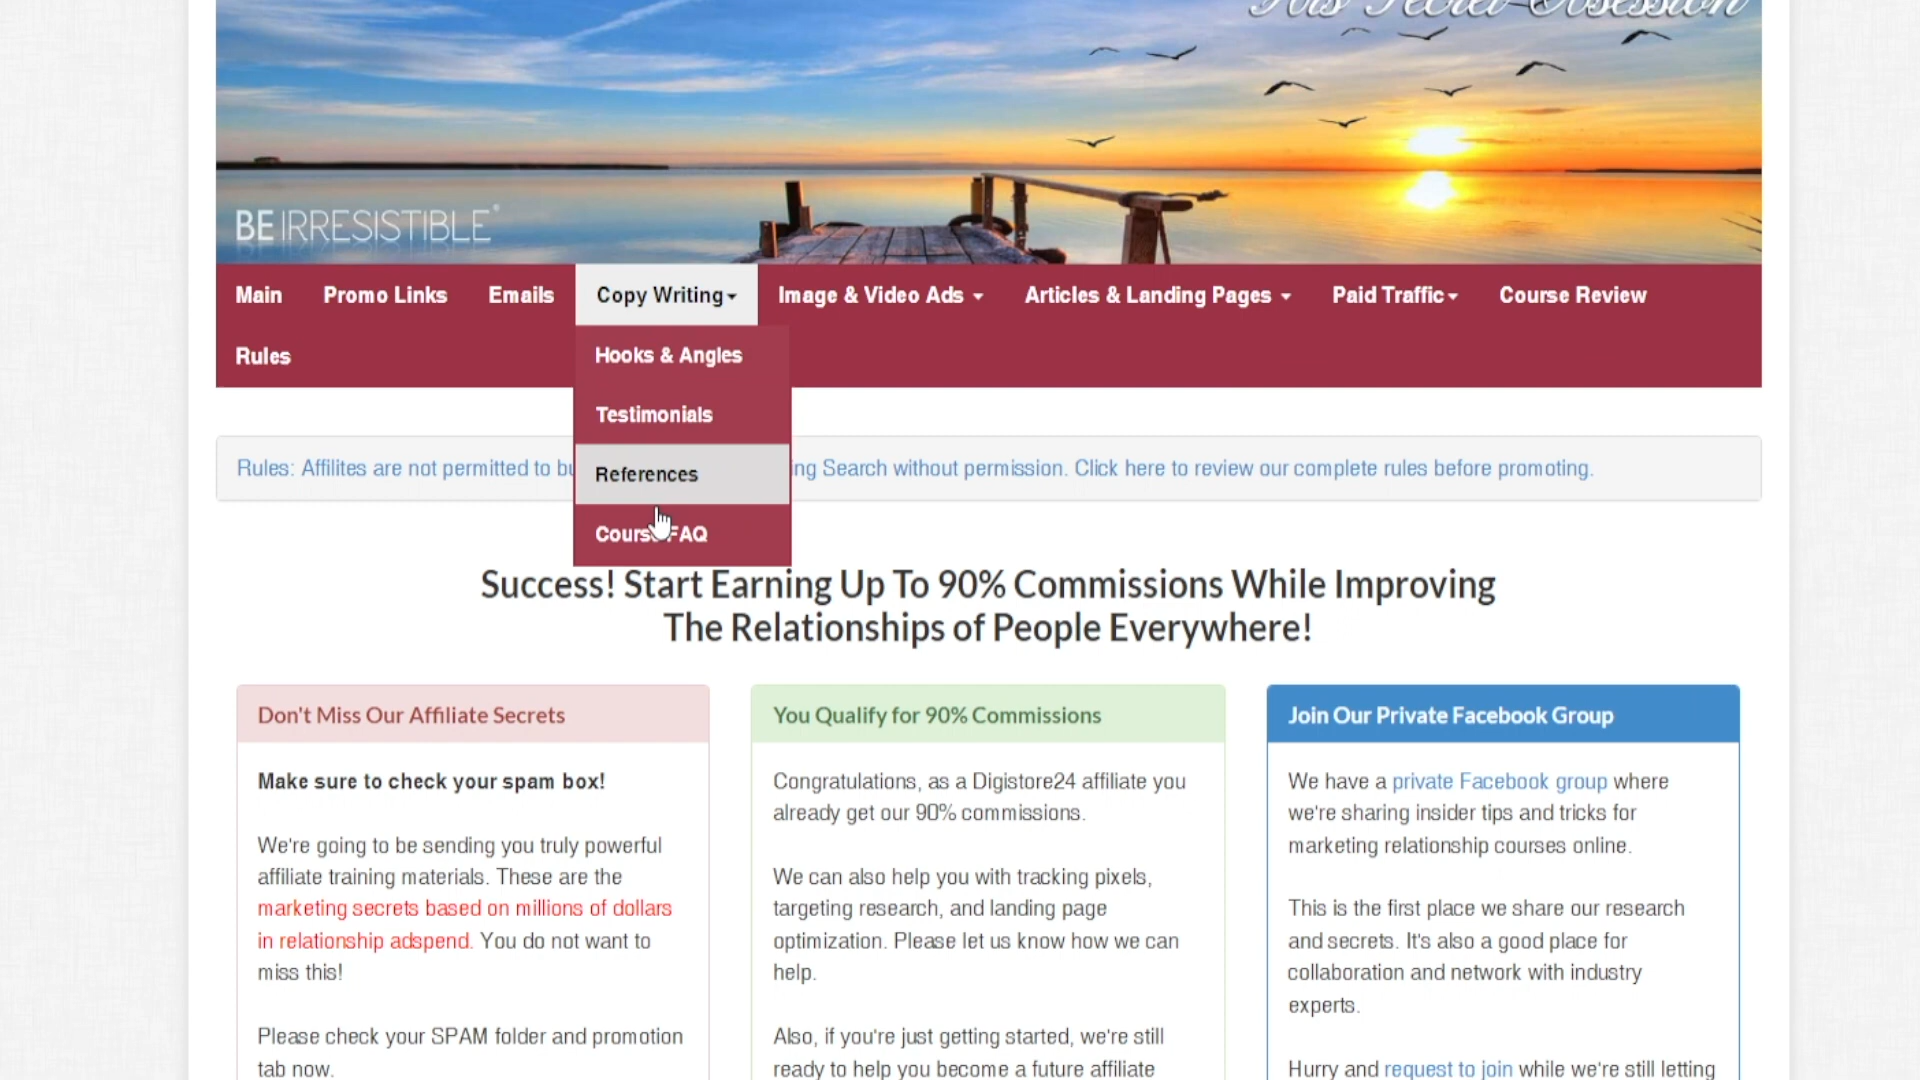 His Secret Obsession
BE IRRESISTIBLE®
Main Promo Links Emails Copy Writing Image & Video Ads Articles & Landing Pages Paid Traffic Course Review
Rules
Hooks & Angles
Testimonials
References
Course FAQ
Rules: Affilites are not permitted to bu ng Search without permission. Click here to review our complete rules before promoting.
Success! Start Earning Up To 90% Commissions While Improving
The Relationships of People Everywhere!
Don't Miss Our Affiliate Secrets
Make sure to check your spam box!
We're going to be sending you truly powerful
affiliate training materials. These are the
marketing secrets based on millions of dollars
in relationship adspend. You do not want to
miss this!
Please check your SPAM folder and promotion
tab now.
You Qualify for 90% Commissions
Congratulations, as a Digistore24 affiliate you
already get our 90% commissions.
We can also help you with tracking pixels,
targeting research, and landing page
optimization. Please let us know how we can
help.
Also, if you're just getting started, we're still
ready to help you become a future affiliate
Join Our Private Facebook Group
We have a private Facebook group where
we're sharing insider tips and tricks for
marketing relationship courses online.
This is the first place we share our research
and secrets. It's also a good place for
collaboration and network with industry
experts.
Hurry and request to join while we're still letting